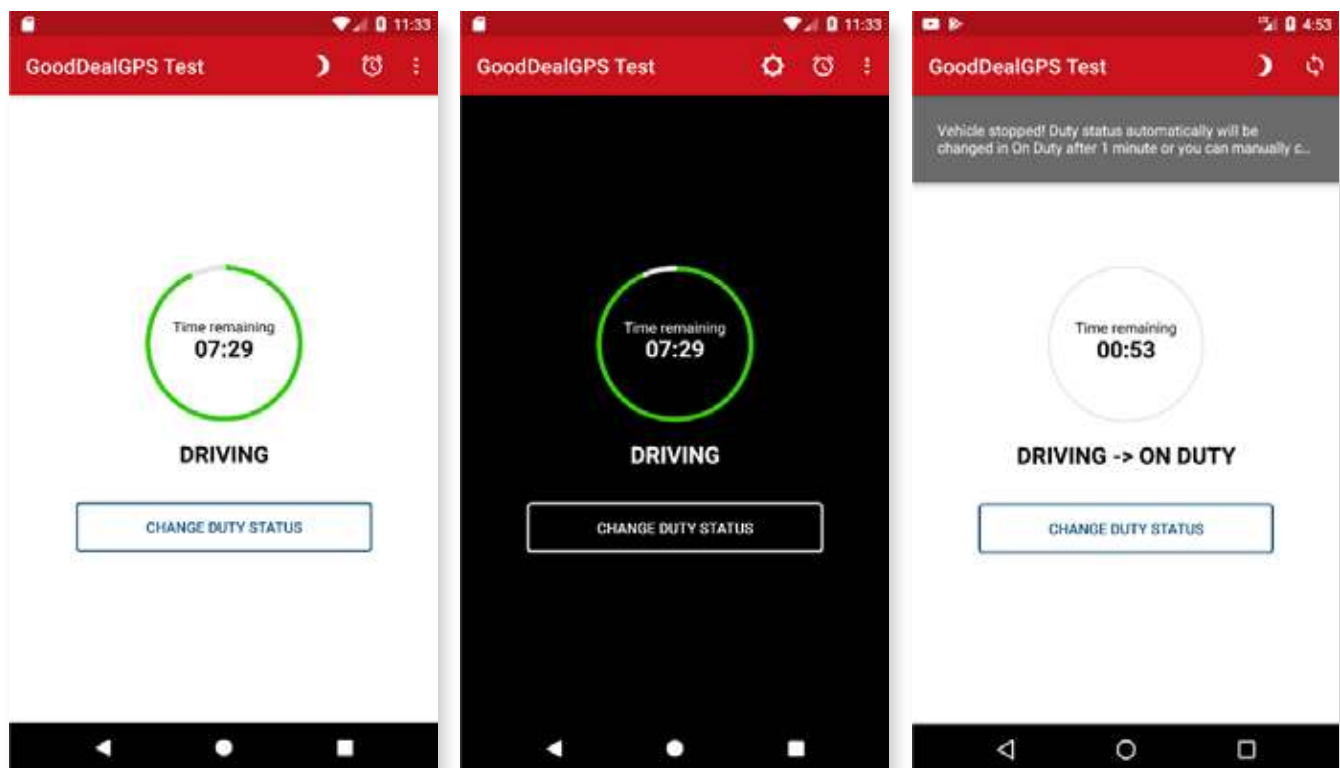 11:33
GoodDealGPS Test
Time remaining
07:29
DRIVING
CHANGE DUTY STATUS
11:33
GoodDealGPS Test
Time remaining
07:29
DRIVING
CHANGE DUTY STATUS
4:53
GoodDealGPS Test
Vehicle stopped! Duty status automatically will be
changed in On Duty after 1 minute or you can manually c...
Time remaining
00:53
DRIVING -> ON DUTY
CHANGE DUTY STATUS